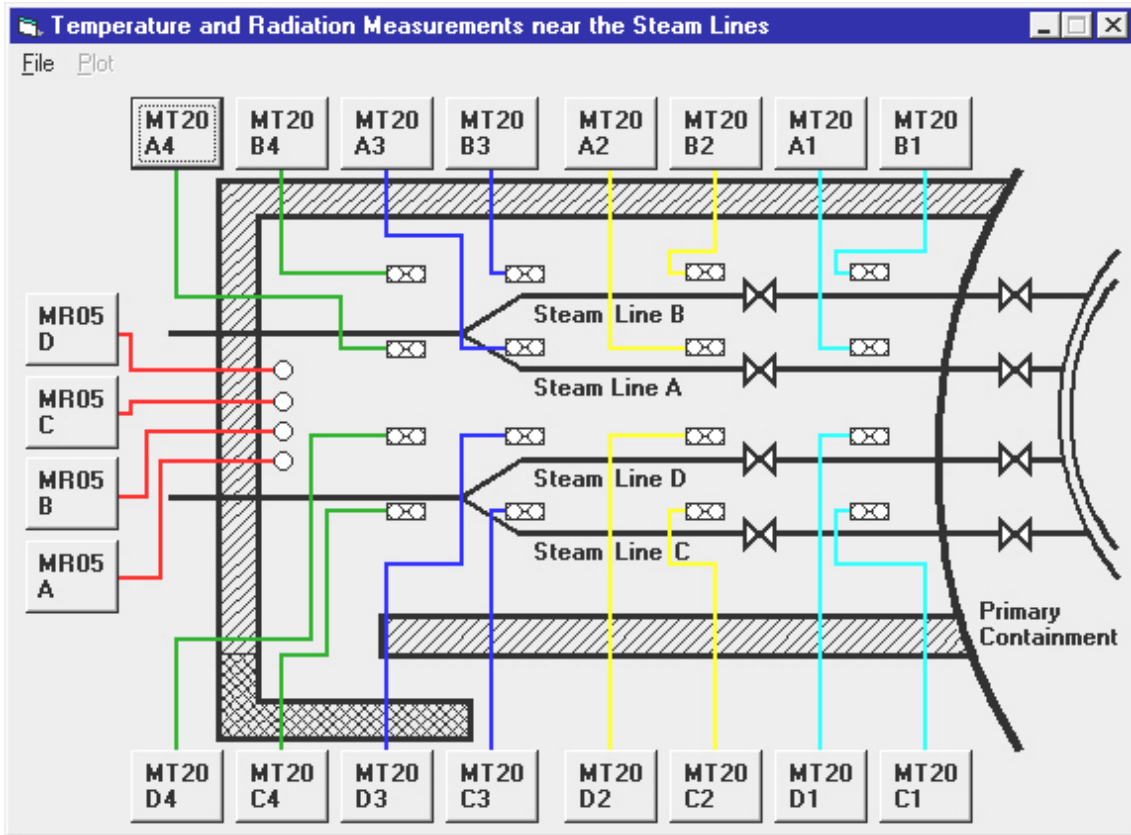 Temperature and Radiation Measurements near the Steam Lines
File Plot
MT20
A4
MT20
B4
MT20
A3
MT20
B3
MT20
A2
MT20
B2
MT20
A1
MT20
B1
MR05
D
MR05
C
MR05
B
MR05
A
Steam Line B
Steam Line A
Steam Line D
Steam Line C
Primary
Containment
MT20
D4
MT20
C4
MT20
D3
MT20
C3
MT20
D2
MT20
C2
MT20
D1
MT20
C1